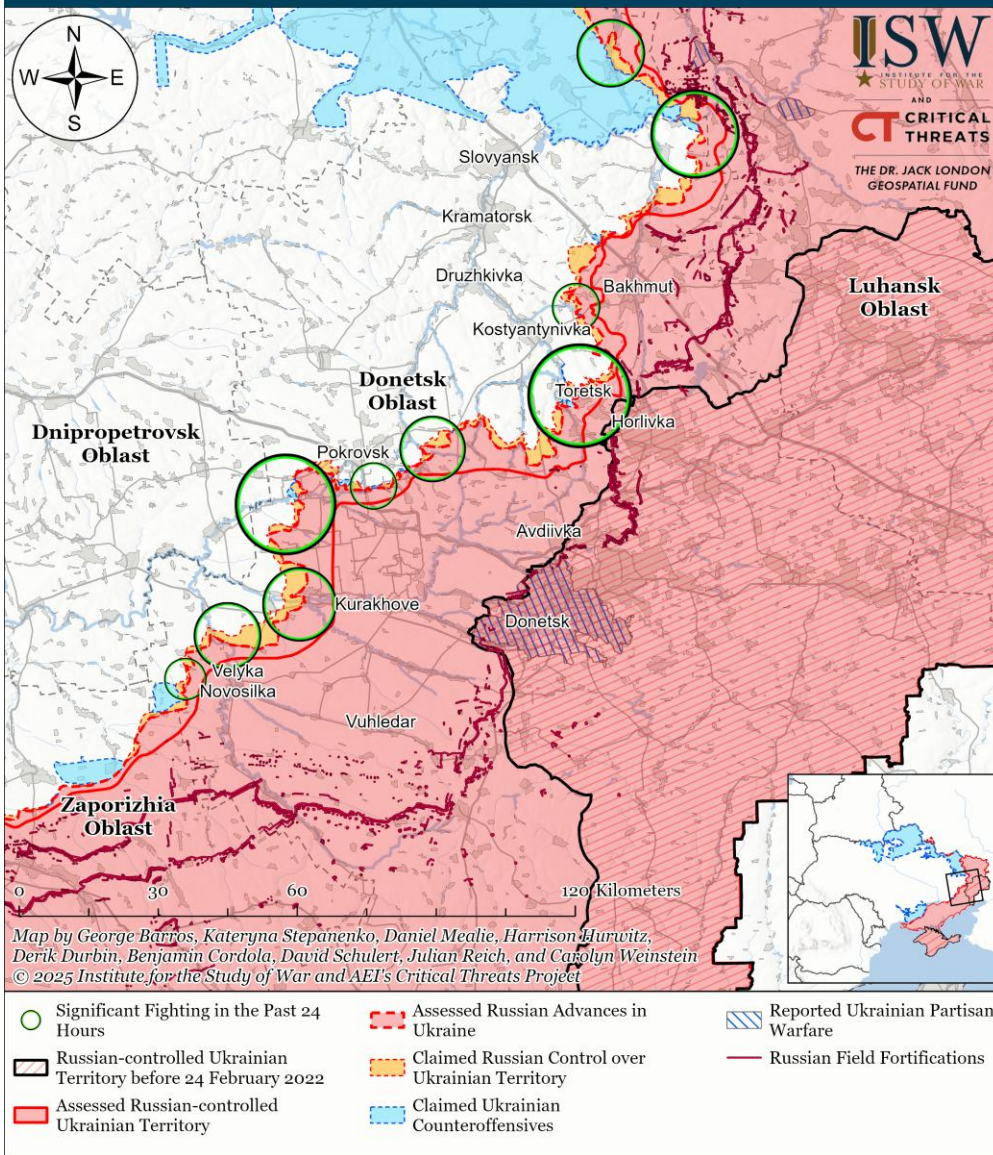 N
W E
S
ISW
INSTITUTE FOR THE
STUDY OF WAR
AND
CT CRITICAL
THREATS
THE DR. JACK LONDON
GEOSPATIAL FUND
Slovyansk
Kramatorsk
Druzhkivka
Bakhmut
Luhansk
Oblast
Kostyantynivka
Donetsk
Oblast
Toretsk
Horlivka
Dnipropetrovsk
Oblast
Pokrovsk
Avdiivka
Kurakhove
Donetsk
Velyka
Novosilka
Vuhledar
Zaporizhia
Oblast
0 30 60 120 Kilometers
Map by George Barros, Kateryna Stepanenko, Daniel Mealie, Harrison Hurwitz,
Derik Durbin, Benjamin Cordola, David Schulert, Julian Reich, and Carolyn Weinstein
© 2025 Institute for the Study of War and AEI's Critical Threats Project
Significant Fighting in the Past 24
Hours
Russian-controlled Ukrainian
Territory before 24 February 2022
Assessed Russian-controlled
Ukrainian Territory
Assessed Russian Advances in
Ukraine
Claimed Russian Control over
Ukrainian Territory
Claimed Ukrainian
Counteroffensives
Reported Ukrainian Partisan
Warfare
Russian Field Fortifications